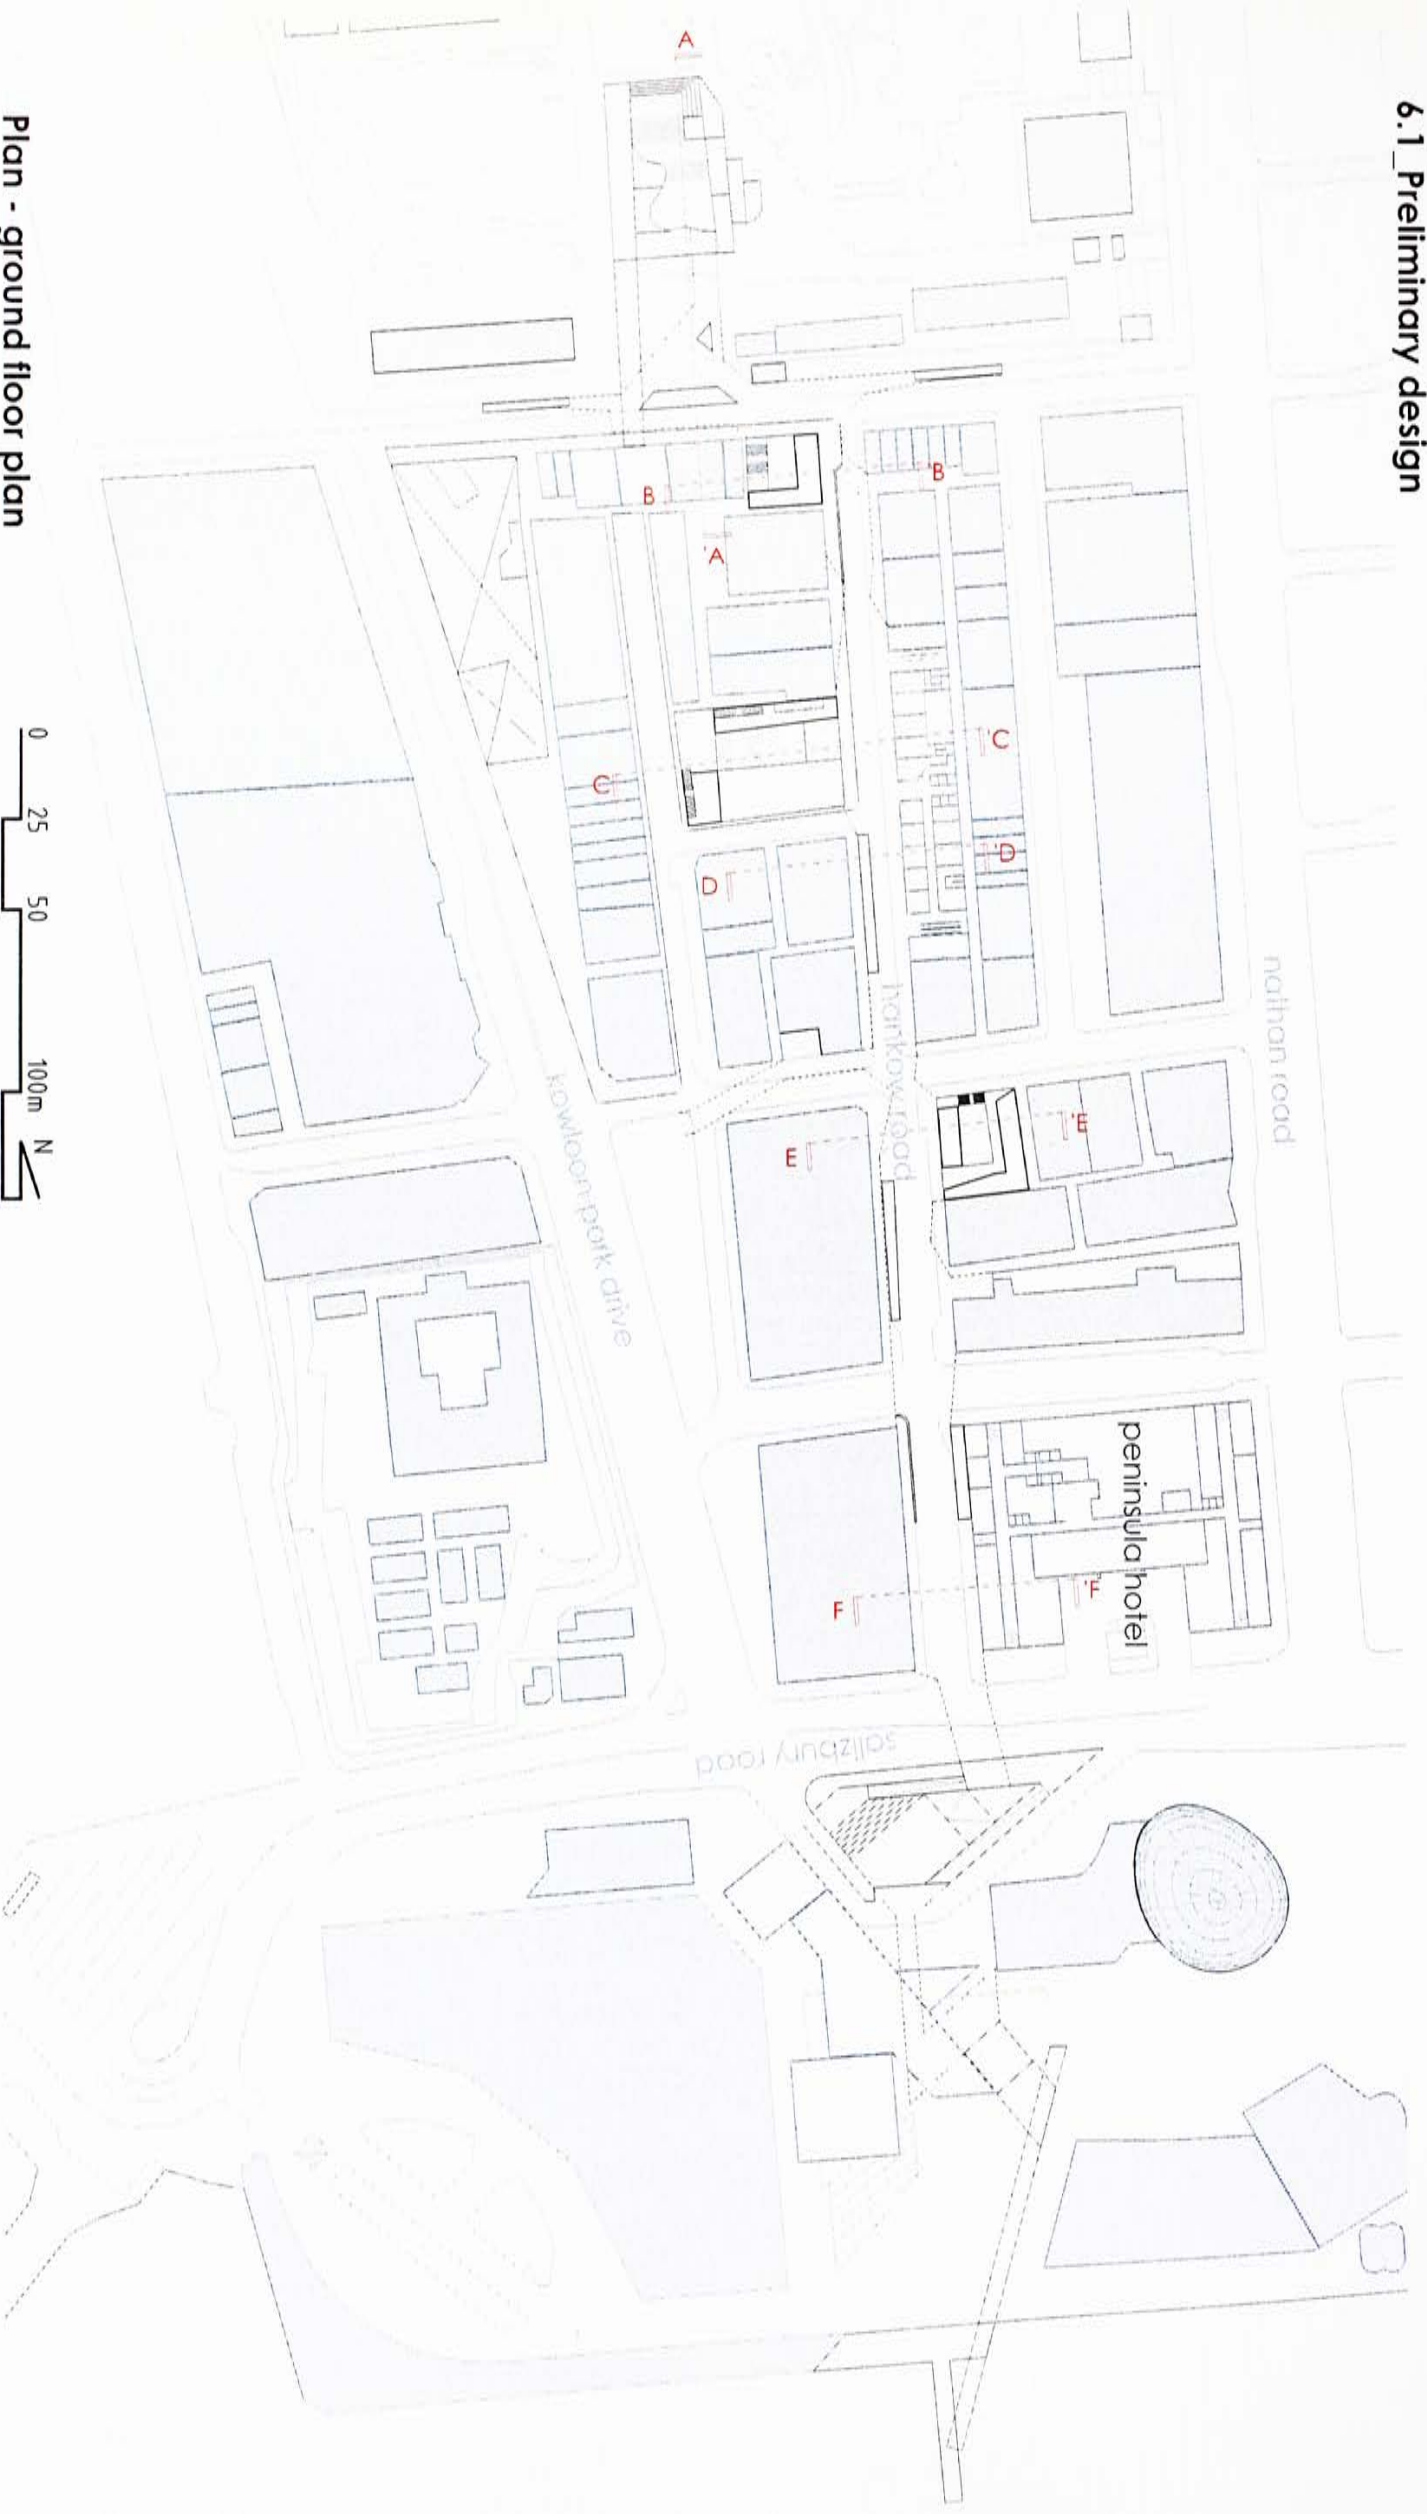 6.1_Preliminary design
nathan road
hankow road
kowloon park drive
salizbury road
peninsula hotel
A
'A
B
'B
C
'C
D
'D
E
'E
F
'F
Plan - ground floor plan
0 25 50 100m N